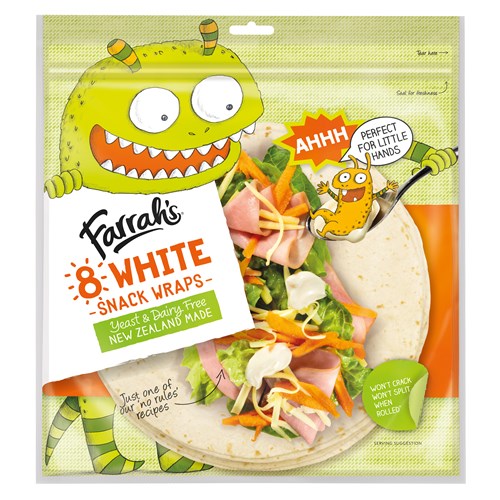 Tear here
Seal for freshness
AHHH
PERFECT
FOR LITTLE
HANDS
Farrah's
8 WHITE
- SNACK WRAPS -
Yeast & Dairy Free
NEW ZEALAND MADE
Just one of
our 'no rules'
recipes
WON'T CRACK
WON'T SPLIT
WHEN
ROLLED
SERVING SUGGESTION